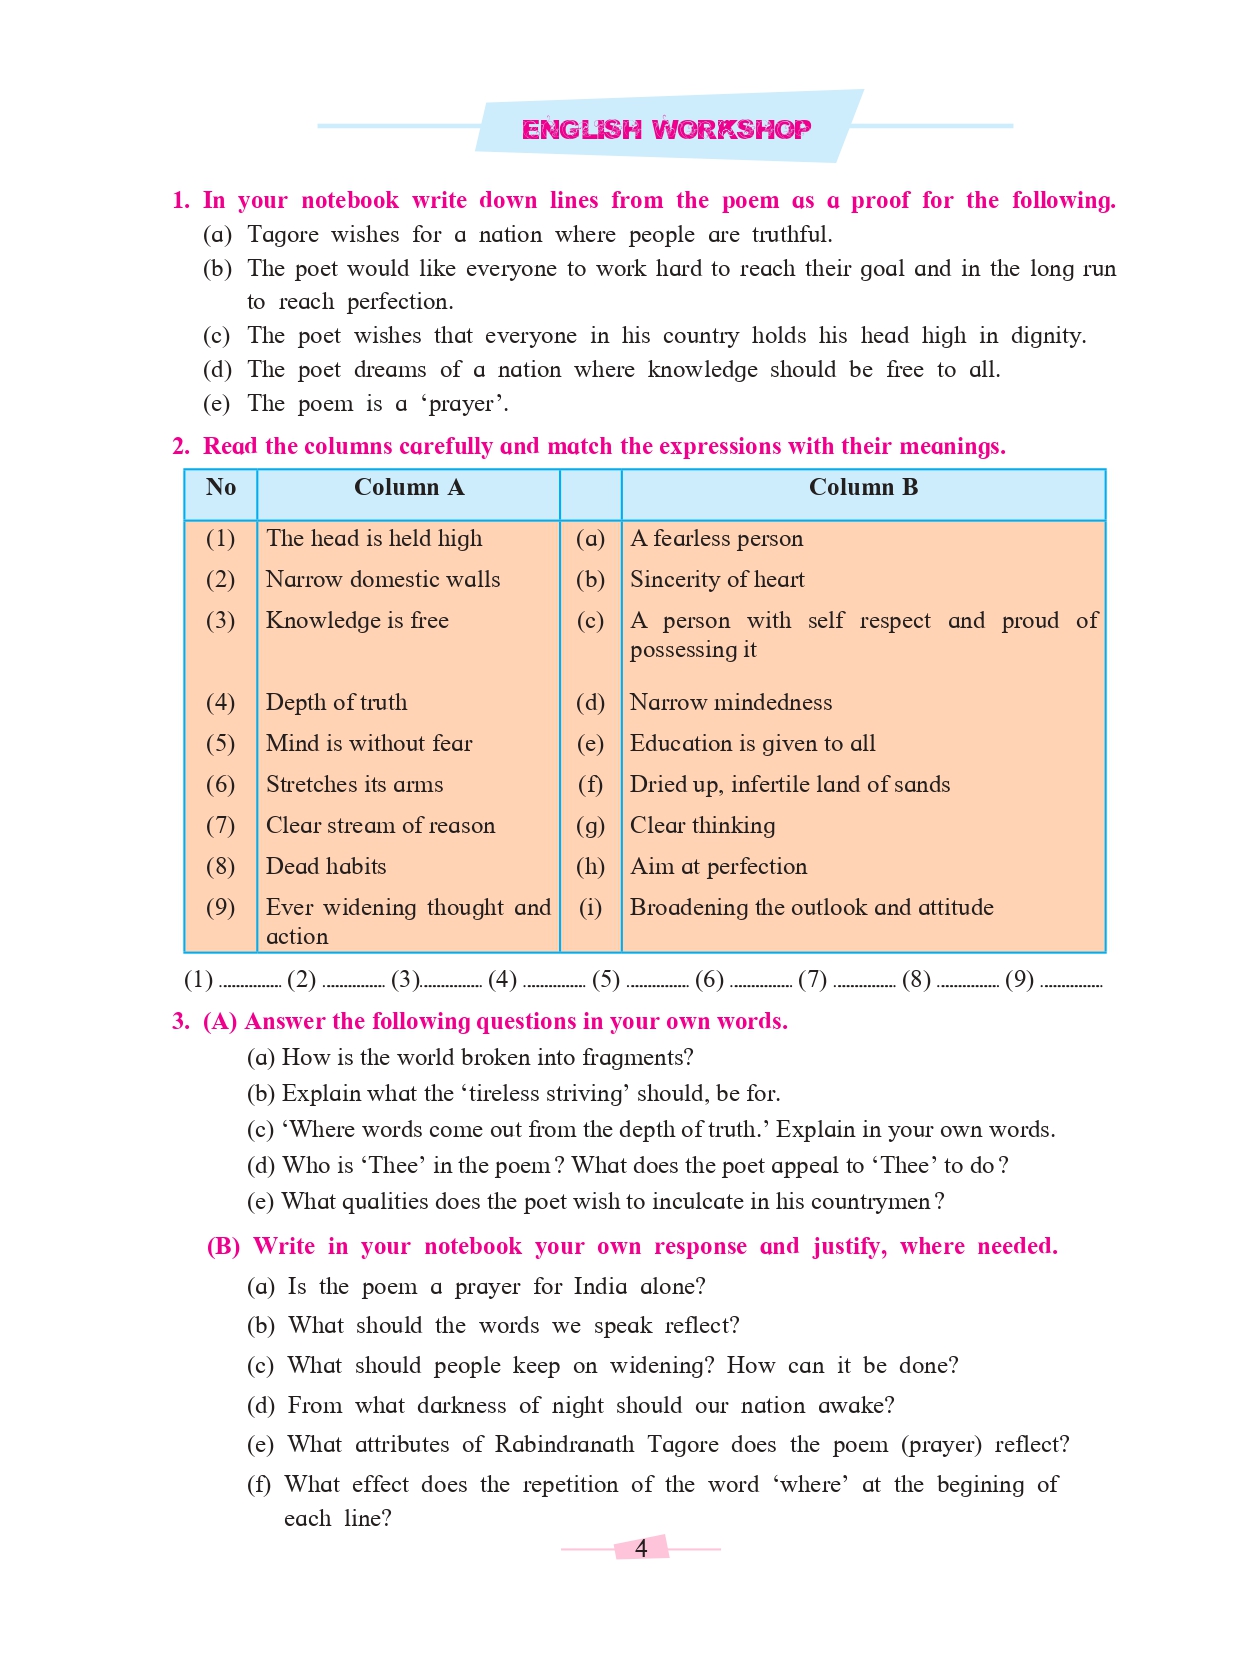 ENGLISH WORKSHOP
1. In your notebook write down lines from the poem as a proof for the following.
(a) Tagore wishes for a nation where people are truthful.
(b) The poet would like everyone to work hard to reach their goal and in the long run
to reach perfection.
(c) The poet wishes that everyone in his country holds his head high in dignity.
(d) The poet dreams of a nation where knowledge should be free to all.
(e) The poem is a ‘prayer’.
2. Read the columns carefully and match the expressions with their meanings.
No Column A Column B
(1) The head is held high (a) A fearless person
(2) Narrow domestic walls (b) Sincerity of heart
(3) Knowledge is free (c) A person with self respect and proud of
possessing it
(4) Depth of truth (d) Narrow mindedness
(5) Mind is without fear (e) Education is given to all
(6) Stretches its arms (f) Dried up, infertile land of sands
(7) Clear stream of reason (g) Clear thinking
(8) Dead habits (h) Aim at perfection
(9) Ever widening thought and (i) Broadening the outlook and attitude
action
(1) ............... (2) ............... (3)............... (4) ............... (5) ............... (6) ............... (7) ............... (8) ............... (9) ...............
3. (A) Answer the following questions in your own words.
(a) How is the world broken into fragments?
(b) Explain what the ‘tireless striving’ should, be for.
(c) ‘Where words come out from the depth of truth.’ Explain in your own words.
(d) Who is ‘Thee’ in the poem? What does the poet appeal to ‘Thee’ to do?
(e) What qualities does the poet wish to inculcate in his countrymen?
(B) Write in your notebook your own response and justify, where needed.
(a) Is the poem a prayer for India alone?
(b) What should the words we speak reflect?
(c) What should people keep on widening? How can it be done?
(d) From what darkness of night should our nation awake?
(e) What attributes of Rabindranath Tagore does the poem (prayer) reflect?
(f) What effect does the repetition of the word ‘where’ at the begining of
each line?
4